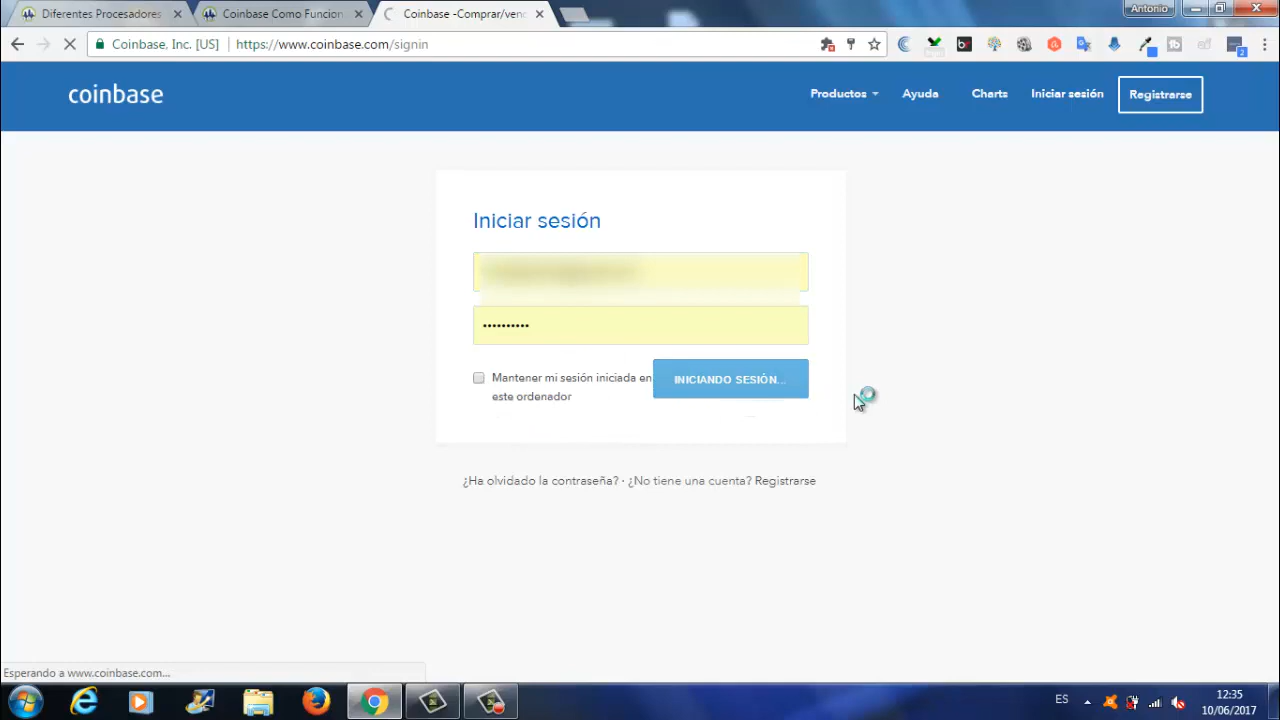 Diferentes Procesadores
Coinbase Como Funcion
Coinbase -Comprar/venc
Antonio
Coinbase, Inc. [US]
https://www.coinbase.com/signin
coinbase
Productos
Ayuda
Charts
Iniciar sesión
Registrarse
Iniciar sesión
••••••••••
Mantener mi sesión iniciada en
este ordenador
INICIANDO SESIÓN...
¿Ha olvidado la contraseña? · ¿No tiene una cuenta? Registrarse
Esperando a www.coinbase.com...
ES
12:35
10/06/2017